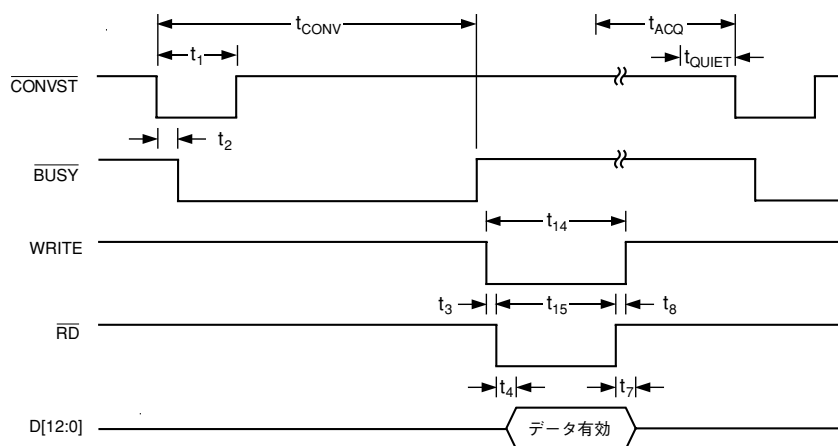 tCONV
tACQ
t1
tQUIET
CONVST
t2
BUSY
t14
WRITE
t3
t15
t8
RD
t4
t7
D[12:0]
データ有効